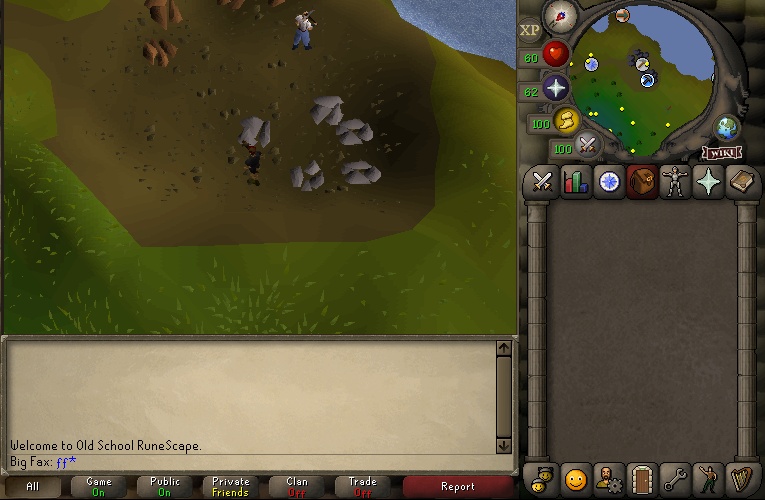 XP
60
62
100
100
WIKI
Welcome to Old School RuneScape.
Big Fax: ff*
All
Game
On
Public
On
Private
Friends
Clan
Off
Trade
Off
Report